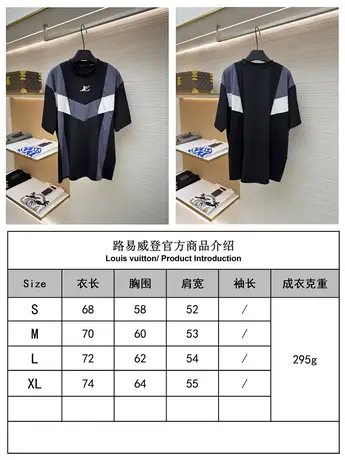 路易威登官方商品介绍
Louis vuitton/ Product Introduction
Size 衣长 胸围 肩宽 袖长 成衣克重
S 68 58 52 /
M 70 60 53 /
L 72 62 54 / 295g
XL 74 64 55 /